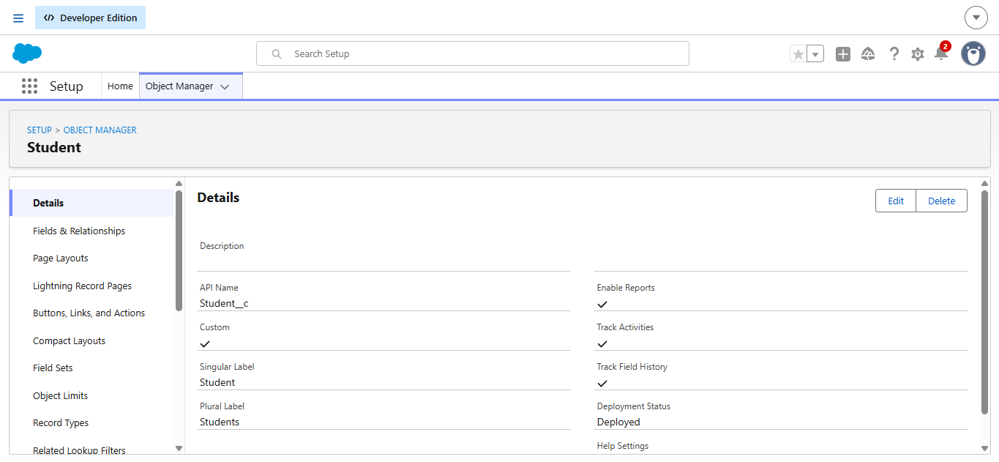 Developer Edition
Search Setup
2
Setup
Home
Object Manager
SETUP > OBJECT MANAGER
Student
Details
Fields & Relationships
Page Layouts
Lightning Record Pages
Buttons, Links, and Actions
Compact Layouts
Field Sets
Object Limits
Record Types
Related Lookup Filters
Details
Edit
Delete
Description
API Name
Student__c
Custom
Singular Label
Student
Plural Label
Students
Enable Reports
Track Activities
Track Field History
Deployment Status
Deployed
Help Settings